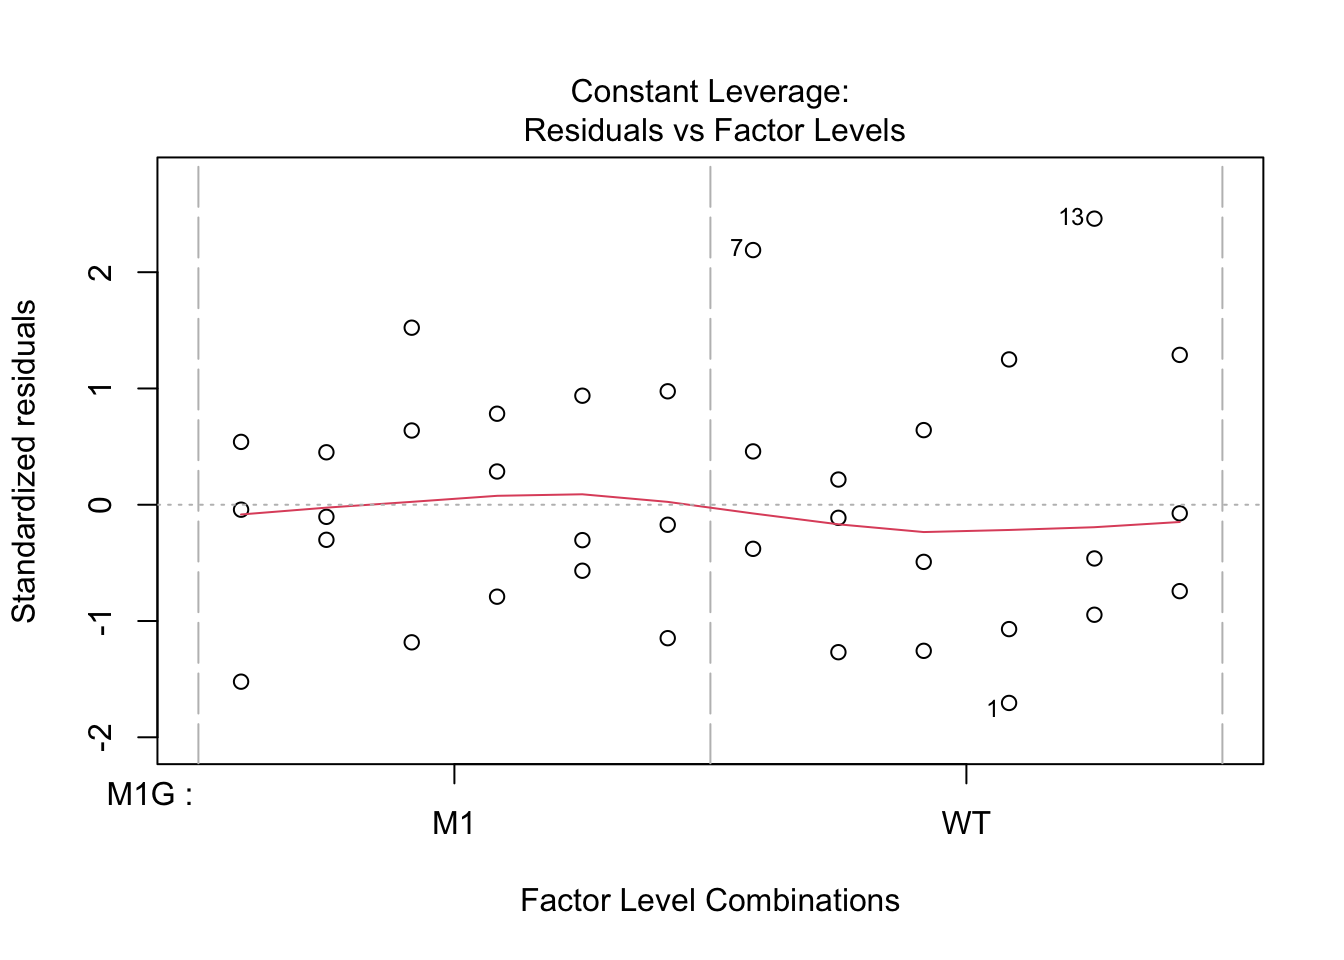 Constant Leverage:
Residuals vs Factor Levels
Standardized residuals
2
1
0
-1
-2
7
13
1
M1G :
M1
WT
Factor Level Combinations